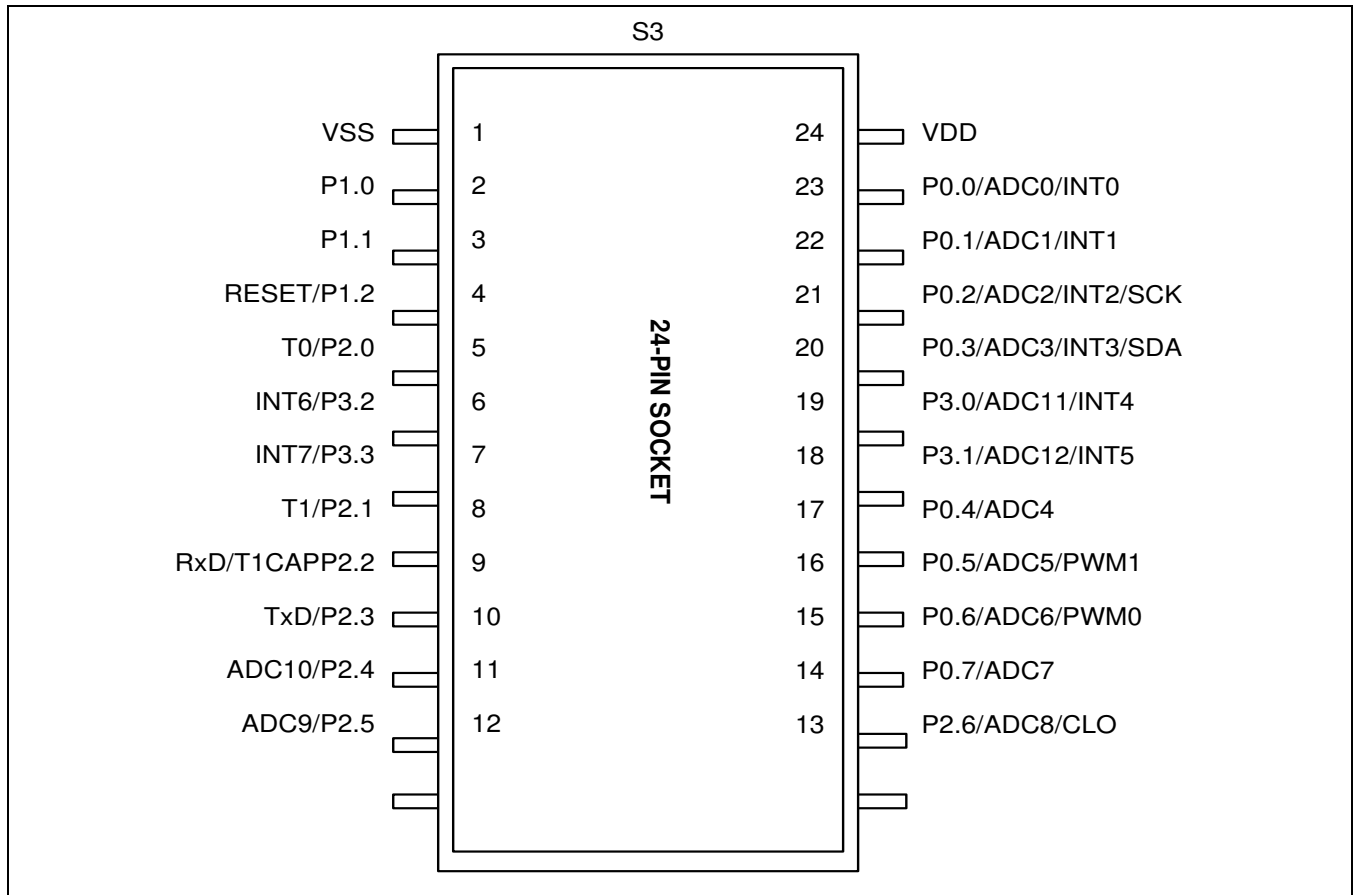 S3
VSS 1 24 VDD
P1.0 2 23 P0.0/ADC0/INT0
P1.1 3 22 P0.1/ADC1/INT1
RESET/P1.2 4 21 P0.2/ADC2/INT2/SCK
T0/P2.0 5 20 P0.3/ADC3/INT3/SDA
INT6/P3.2 6 19 P3.0/ADC11/INT4
INT7/P3.3 7 18 P3.1/ADC12/INT5
T1/P2.1 8 17 P0.4/ADC4
RxD/T1CAPP2.2 9 16 P0.5/ADC5/PWM1
TxD/P2.3 10 15 P0.6/ADC6/PWM0
ADC10/P2.4 11 14 P0.7/ADC7
ADC9/P2.5 12 13 P2.6/ADC8/CLO
24-PIN SOCKET